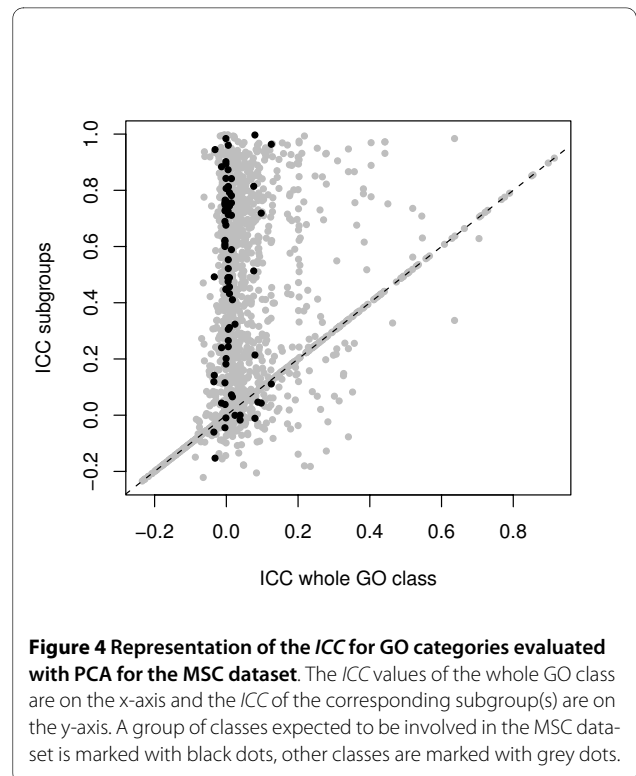 1.0
0.8
0.6
0.4
0.2
0.0
−0.2
ICC subgroups
−0.2 0.0 0.2 0.4 0.6 0.8
ICC whole GO class
Figure 4 Representation of the ICC for GO categories evaluated
with PCA for the MSC dataset. The ICC values of the whole GO class
are on the x-axis and the ICC of the corresponding subgroup(s) are on
the y-axis. A group of classes expected to be involved in the MSC data-
set is marked with black dots, other classes are marked with grey dots.